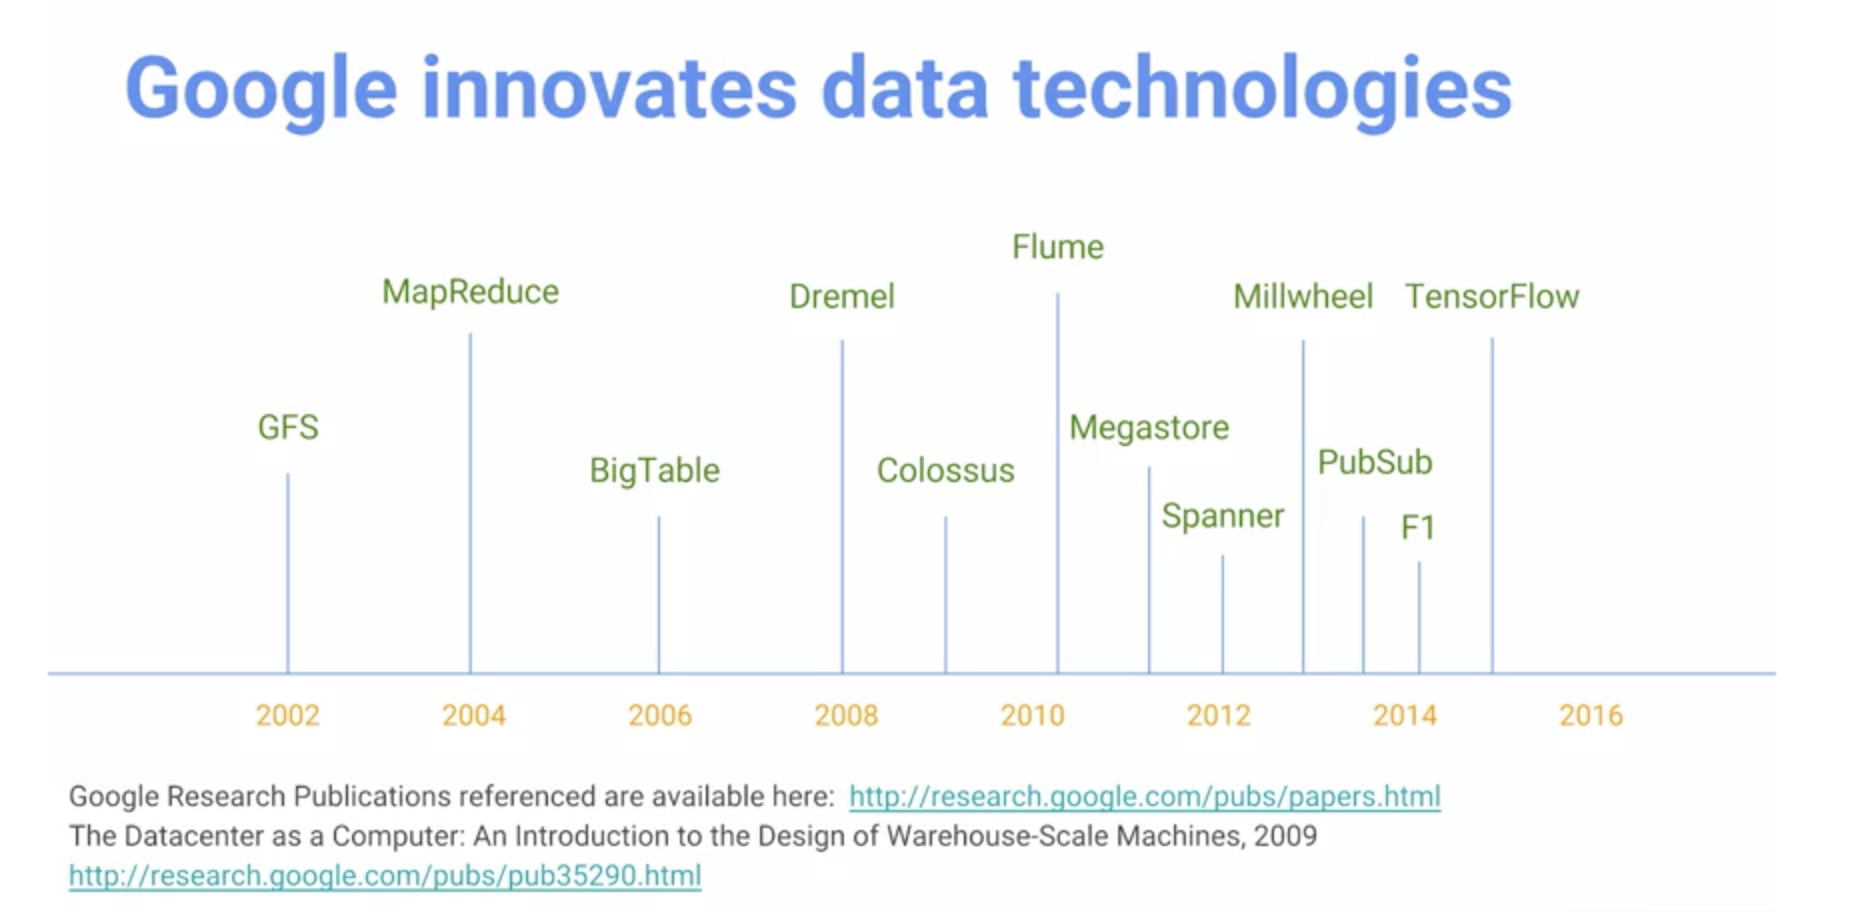 Google innovates data technologies
Flume
MapReduce
Dremel
Millwheel
TensorFlow
GFS
Megastore
BigTable
Colossus
PubSub
Spanner
F1
2002 2004 2006 2008 2010 2012 2014 2016
Google Research Publications referenced are available here: http://research.google.com/pubs/papers.html
The Datacenter as a Computer: An Introduction to the Design of Warehouse-Scale Machines, 2009
http://research.google.com/pubs/pub35290.html